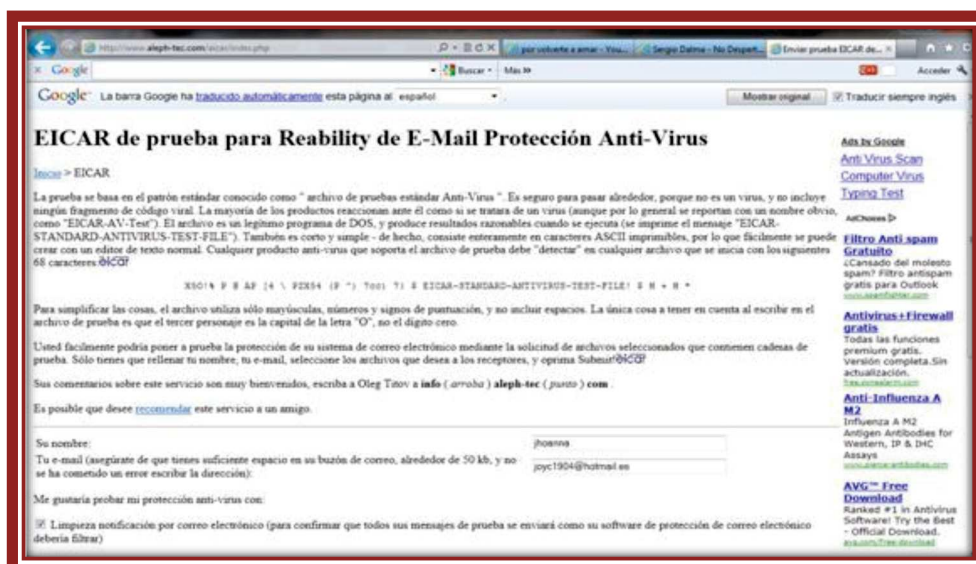 http://www.aleph-tec.com/eicar/index.php
por volverte a amar - You...
Sergio Dalma - No Despert...
Enviar prueba EICAR de...
x Google
Buscar
Más »
Acceder
Google La barra Google ha traducido automáticamente esta página al español
Mostrar original
Traducir siempre inglés
EICAR de prueba para Reability de E-Mail Protección Anti-Virus
Inicio > EICAR
La prueba se basa en el patrón estándar conocido como " archivo de pruebas estándar Anti-Virus ". Es seguro para pasar alrededor, porque no es un virus, y no incluye
ningún fragmento de código viral. La mayoría de los productos reaccionan ante él como si se tratara de un virus (aunque por lo general se reportan con un nombre obvio,
como "EICAR-AV-Test"). El archivo es un legítimo programa de DOS, y produce resultados razonables cuando se ejecuta (se imprime el mensaje "EICAR-
STANDARD-ANTIVIRUS-TEST-FILE"). También es corto y simple - de hecho, consiste enteramente en caracteres ASCII imprimibles, por lo que fácilmente se puede
crear con un editor de texto normal. Cualquier producto anti-virus que soporta el archivo de prueba debe "detectar" en cualquier archivo que se inicia con los siguientes
68 caracteres: eicar
$ EICAR-STANDARD-ANTIVIRUS-TEST-FILE! $ H + H *
Para simplificar las cosas, el archivo utiliza sólo mayúsculas, números y signos de puntuación, y no incluir espacios. La única cosa a tener en cuenta al escribir en el
archivo de prueba es que el tercer personaje es la capital de la letra "O", no el dígito cero.
Usted fácilmente podría poner a prueba la protección de su sistema de correo electrónico mediante la solicitud de archivos seleccionados que contienen cadenas de
prueba. Sólo tienes que rellenar tu nombre, tu e-mail, seleccione los archivos que desea a los receptores, y oprima Submit! eicar
Sus comentarios sobre este servicio son muy bienvenidos, escriba a Oleg Titov a info ( arroba ) aleph-tec ( punto ) com .
Es posible que desee recomendar este servicio a un amigo.
Su nombre:
jhoanna
Tu e-mail (asegúrate de que tienes suficiente espacio en su buzón de correo, alrededor de 50 kb, y no
se ha cometido un error escribir la dirección):
joyc1904@hotmail.es
Me gustaría probar mi protección anti-virus con:
Limpieza notificación por correo electrónico (para confirmar que todos sus mensajes de prueba se enviará como su software de protección de correo electrónico
debería filtrar)
Ads by Google
Anti Virus Scan
Computer Virus
Typing Test
AdChoices
Filtro Anti spam
Gratuito
¿Cansado del molesto
spam? Filtro antispam
gratis para Outlook
www.spamfighter.com
Antivirus+Firewall
gratis
Todas las funciones
premium gratis.
Versión completa.Sin
actualización.
free.zonealarm.com
Anti-Influenza A
M2
Influenza A M2
Antigen Antibodies for
Western, IP & IHC
Assays
AVG™ Free
Download
Ranked #1 in Antivirus
Software! Try the Best
- Official Download.
avg.com/free-download